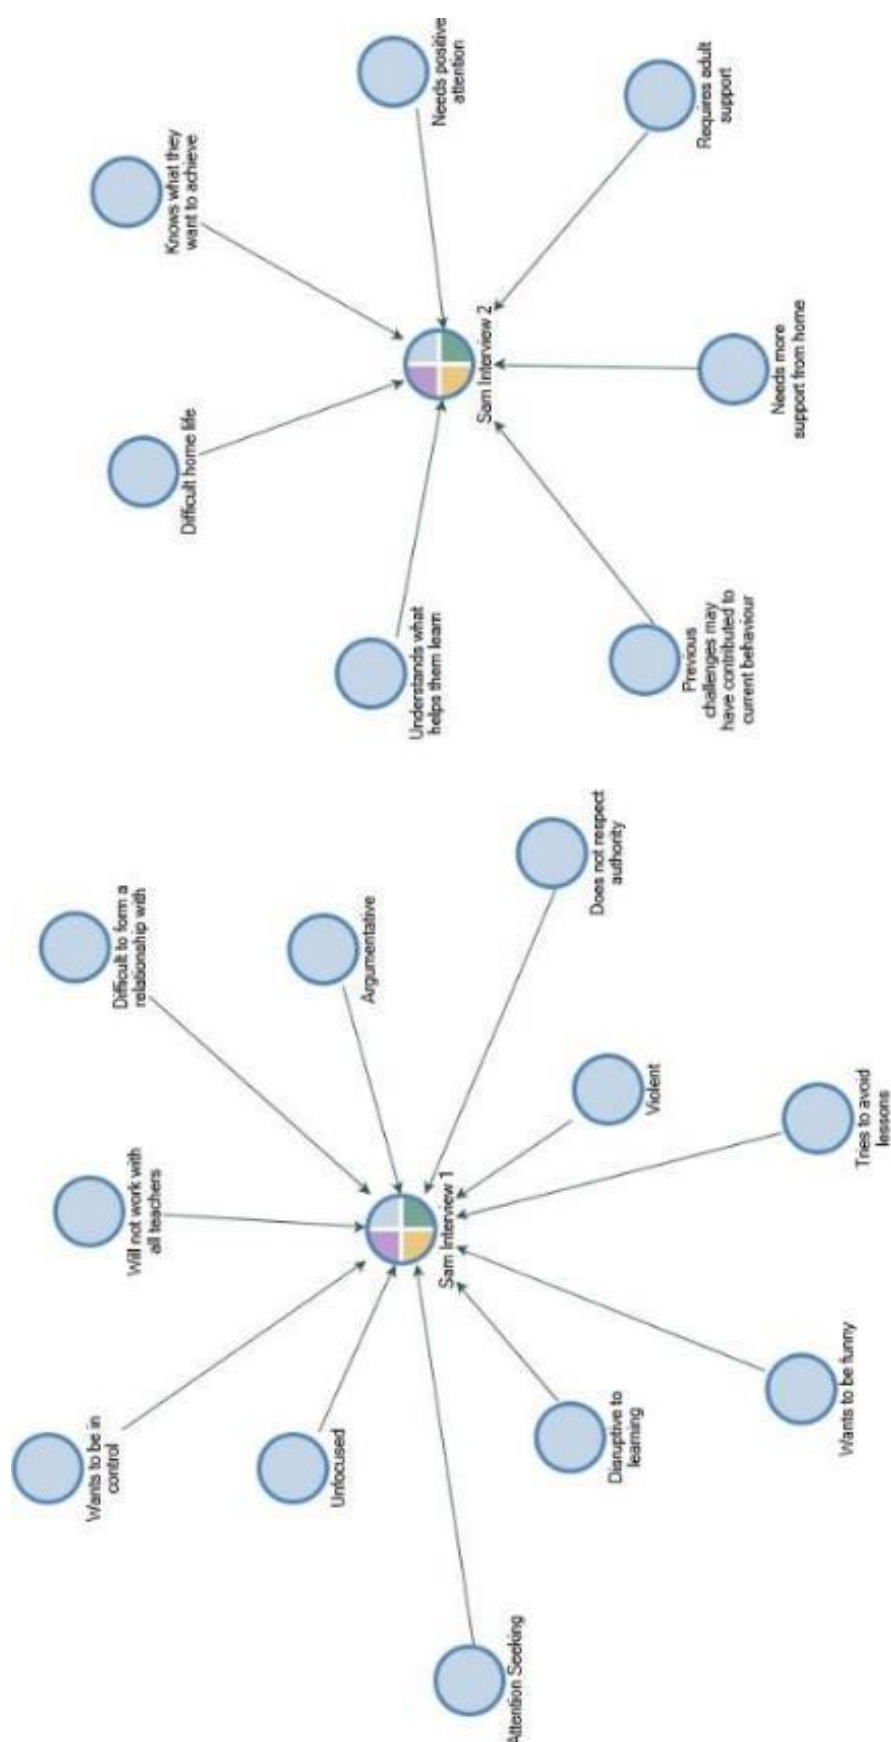 Wants to be in
control
Will not work with
all teachers
Difficult to form a
relationship with
Unfocused
Argumentative
Sam Interview 1
Attention Seeking
Disruptive to
learning
Violent
Does not respect
authority
Wants to be funny
Tries to avoid
lessons
Difficult home life
Knows what they
want to achieve
Understands what
helps them learn
Needs positive
attention
Sam Interview 2
Previous
challenges may
have contributed to
current behaviour
Needs more
support from home
Requires adult
support